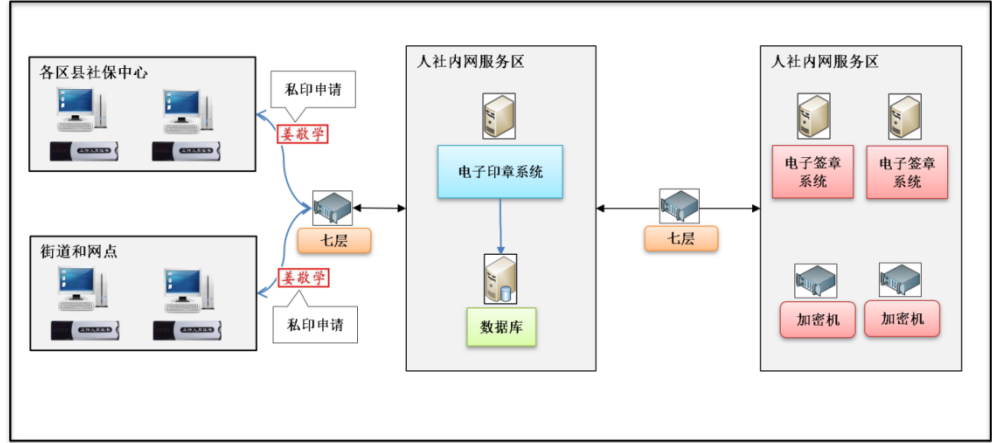 各区县社保中心
私印申请
姜敬学
街道和网点
姜敬学
私印申请
七层
人社内网服务区
电子印章系统
数据库
七层
人社内网服务区
电子签章
系统
电子签章
系统
加密机
加密机